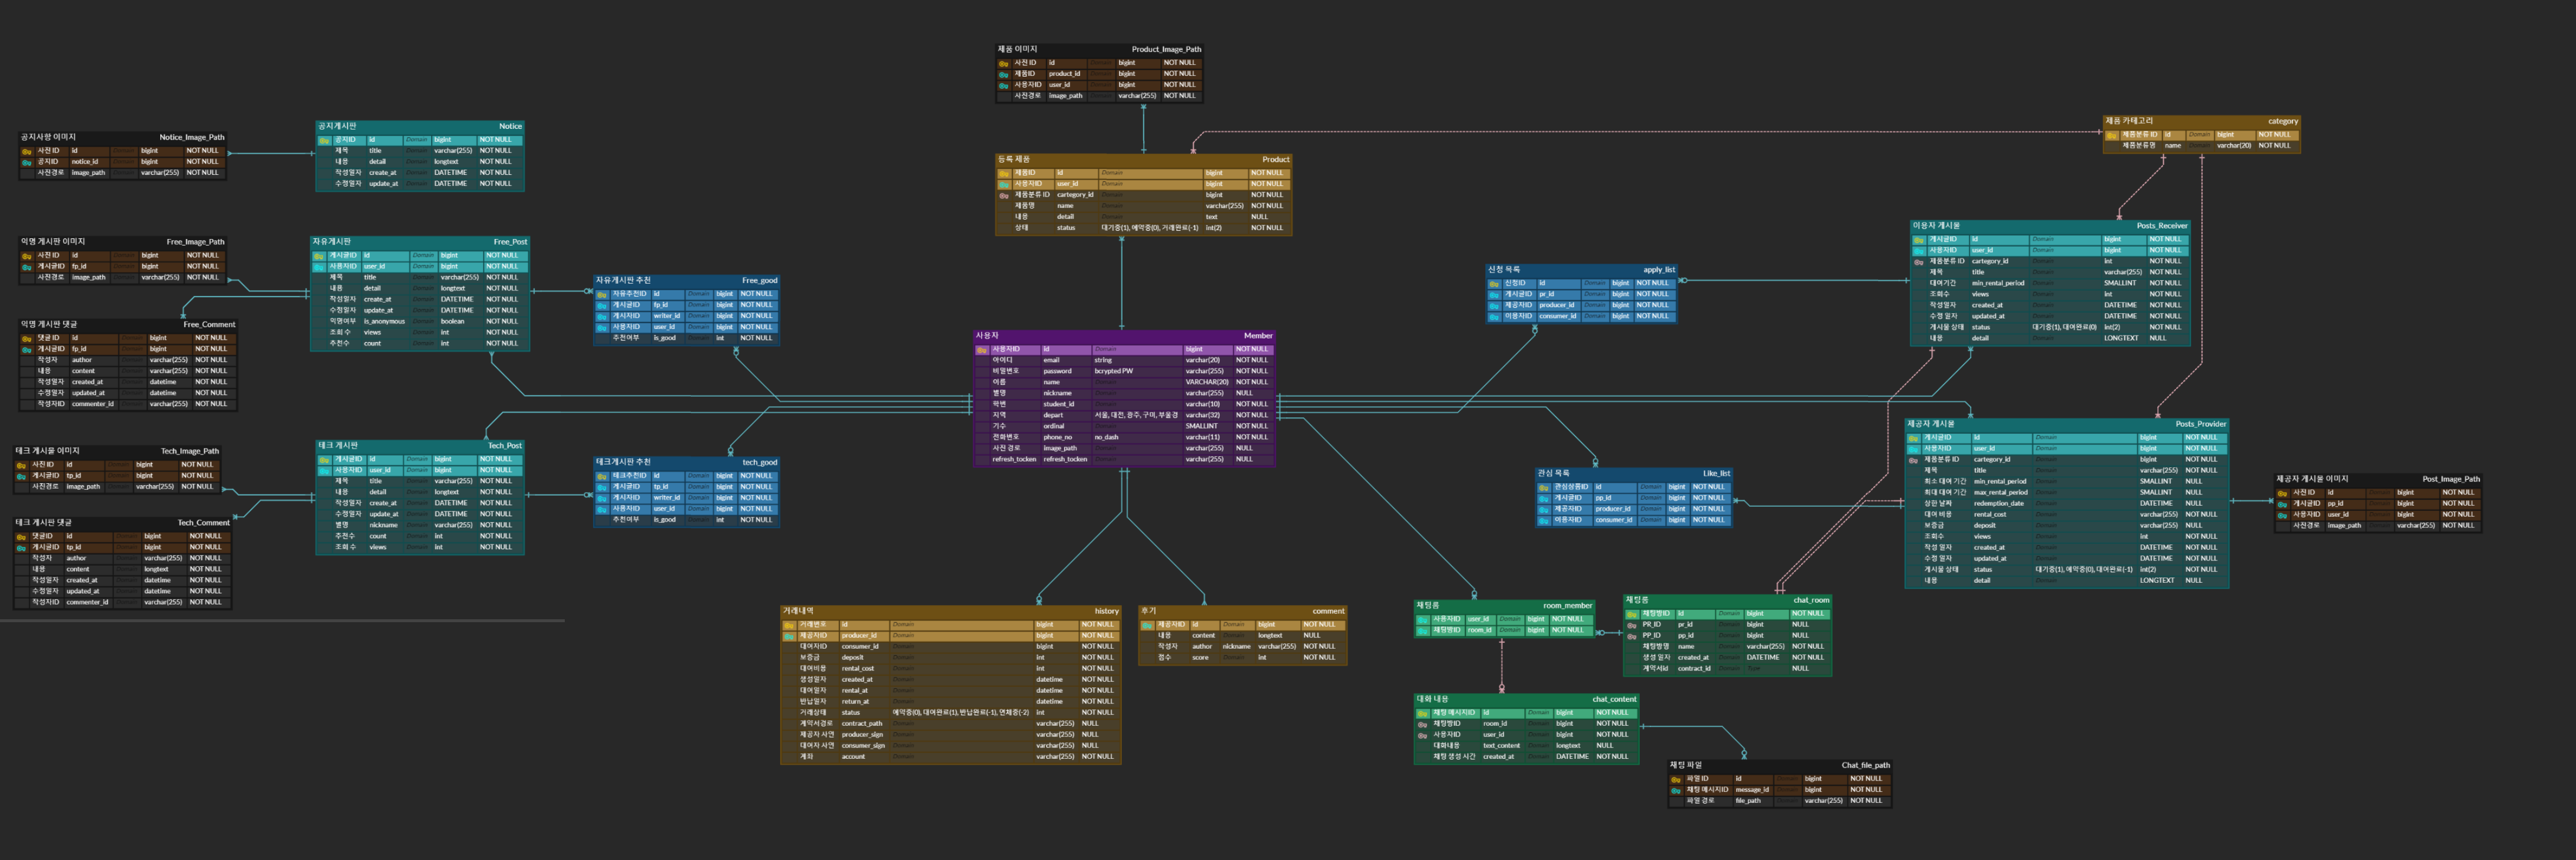 제품 이미지 Product_Image_Path
사진 ID id Domain bigint NOT NULL
제품ID product_id Domain bigint NOT NULL
사용자ID user_id Domain bigint NOT NULL
사진경로 image_path Domain varchar(255) NOT NULL
공지사항 이미지 Notice_Image_Path
사진 ID id Domain bigint NOT NULL
공지ID notice_id Domain bigint NOT NULL
사진경로 image_path Domain varchar(255) NOT NULL
공지게시판 Notice
공지ID id Domain bigint NOT NULL
제목 title Domain varchar(255) NOT NULL
내용 detail Domain longtext NOT NULL
작성일자 create_at Domain DATETIME NOT NULL
수정일자 update_at Domain DATETIME NOT NULL
제품 카테고리 category
제품분류 ID id Domain bigint NOT NULL
제품분류명 name Domain varchar(20) NOT NULL
등록 제품 Product
제품ID id Domain bigint NOT NULL
사용자ID user_id Domain bigint NOT NULL
제품분류 ID cartegory_id Domain bigint NOT NULL
제품명 name Domain varchar(255) NOT NULL
내용 detail Domain text NULL
상태 status 대기중(1), 예약중(0), 거래완료(-1) int(2) NOT NULL
익명 게시판 이미지 Free_Image_Path
사진 ID id Domain bigint NOT NULL
게시글ID fp_id Domain bigint NOT NULL
사진경로 image_path Domain varchar(255) NOT NULL
자유게시판 Free_Post
게시글ID id Domain bigint NOT NULL
사용자ID user_id Domain bigint NOT NULL
제목 title Domain varchar(255) NOT NULL
내용 detail Domain longtext NOT NULL
작성일자 create_at Domain DATETIME NOT NULL
수정일자 update_at Domain DATETIME NOT NULL
익명여부 is_anonymous Domain boolean NOT NULL
조회 수 views Domain int NOT NULL
추천수 count Domain int NOT NULL
자유게시판 추천 Free_good
자유추천ID id Domain bigint NOT NULL
게시글ID fp_id Domain bigint NOT NULL
게시자ID writer_id Domain bigint NOT NULL
사용자ID user_id Domain bigint NOT NULL
추천여부 is_good Domain int NOT NULL
익명 게시판 댓글 Free_Comment
댓글ID id Domain bigint NOT NULL
게시글ID fp_id Domain bigint NOT NULL
작성자 author Domain varchar(255) NOT NULL
내용 content Domain varchar(255) NOT NULL
작성일자 created_at Domain datetime NOT NULL
수정일자 updated_at Domain datetime NOT NULL
작성자ID commenter_id Domain varchar(255) NOT NULL
신청 목록 apply_list
신청ID id Domain bigint NOT NULL
게시글ID pr_id Domain bigint NOT NULL
제공자ID producer_id Domain bigint NOT NULL
이용자ID consumer_id Domain bigint NOT NULL
이용자 게시물 Posts_Receiver
게시글ID id Domain bigint NOT NULL
사용자ID user_id Domain bigint NOT NULL
제품분류 ID cartegory_id Domain int NOT NULL
제목 title Domain varchar(255) NOT NULL
대여기간 min_rental_period Domain SMALLINT NOT NULL
조회수 views Domain int NOT NULL
작성일자 created_at Domain DATETIME NOT NULL
수정 일자 updated_at Domain DATETIME NOT NULL
게시물 상태 status 대기중(1), 대여완료(0) int(2) NOT NULL
내용 detail Domain LONGTEXT NULL
사용자 Member
사용자ID id Domain bigint NOT NULL
아이디 email string varchar(20) NOT NULL
비밀번호 password bcrypted PW varchar(255) NOT NULL
이름 name Domain VARCHAR(20) NOT NULL
별명 nickname Domain varchar(255) NULL
학번 student_id Domain varchar(10) NOT NULL
지역 depart 서울, 대전, 광주, 구미, 부울경 varchar(32) NOT NULL
기수 ordinal Domain SMALLINT NOT NULL
전화번호 phone_no no_dash varchar(11) NOT NULL
사진 경로 image_path Domain varchar(255) NULL
refresh_tocken refresh_tocken Domain varchar(255) NULL
테크 게시물 이미지 Tech_Image_Path
사진 ID id Domain bigint NOT NULL
게시글ID tp_id Domain bigint NOT NULL
사진경로 image_path Domain varchar(255) NOT NULL
테크 게시판 Tech_Post
게시글ID id Domain bigint NOT NULL
사용자ID user_id Domain bigint NOT NULL
제목 title Domain varchar(255) NOT NULL
내용 detail Domain longtext NOT NULL
작성일자 create_at Domain DATETIME NOT NULL
수정일자 update_at Domain DATETIME NOT NULL
별명 nickname Domain varchar(255) NOT NULL
추천수 count Domain int NOT NULL
조회 수 views Domain int NOT NULL
테크게시판 추천 tech_good
테크추천ID id Domain bigint NOT NULL
게시글ID tp_id Domain bigint NOT NULL
게시자ID writer_id Domain bigint NOT NULL
사용자ID user_id Domain bigint NOT NULL
추천여부 is_good Domain int NOT NULL
테크 게시판 댓글 Tech_Comment
댓글ID id Domain bigint NOT NULL
게시글ID tp_id Domain bigint NOT NULL
작성자 author Domain varchar(255) NOT NULL
내용 content Domain longtext NOT NULL
작성일자 created_at Domain datetime NOT NULL
수정일자 updated_at Domain datetime NOT NULL
작성자ID commenter_id Domain varchar(255) NOT NULL
관심 목록 Like_list
관심상품ID id Domain bigint NOT NULL
게시글ID pp_id Domain bigint NOT NULL
제공자ID producer_id Domain bigint NOT NULL
이용자ID consumer_id Domain bigint NOT NULL
제공자 게시물 Posts_Provider
게시글ID id Domain bigint NOT NULL
사용자ID user_id Domain bigint NOT NULL
제품분류 ID cartegory_id Domain bigint NOT NULL
제목 title Domain varchar(255) NOT NULL
최소 대여 기간 min_rental_period Domain SMALLINT NULL
최대 대여 기간 max_rental_period Domain SMALLINT NULL
상환 날짜 redemption_date Domain DATETIME NULL
대여 비용 rental_cost Domain varchar(255) NOT NULL
보증금 deposit Domain varchar(255) NULL
조회수 views Domain int NOT NULL
작성 일자 created_at Domain DATETIME NOT NULL
수정 일자 updated_at Domain DATETIME NOT NULL
게시물 상태 status 대기중(1), 예약중(0), 대여완료(-1) int(2) NOT NULL
내용 detail Domain LONGTEXT NULL
제공자 게시물 이미지 Post_Image_Path
사진 ID id Domain bigint NOT NULL
게시글ID pp_id Domain bigint NOT NULL
사용자ID user_id Domain bigint NOT NULL
사진경로 image_path Domain varchar(255) NOT NULL
거래내역 history
거래번호 id Domain bigint NOT NULL
제공자ID producer_id Domain bigint NOT NULL
대여자ID consumer_id Domain bigint NOT NULL
보증금 deposit Domain int NOT NULL
대여비용 rental_cost Domain int NOT NULL
생성일자 created_at Domain datetime NOT NULL
대여일자 rental_at Domain datetime NOT NULL
반납일자 return_at Domain datetime NOT NULL
거래상태 status 예약중(0), 대여완료(1), 반납완료(-1), 연체중(-2) int NOT NULL
계약서경로 contract_path Domain varchar(255) NULL
제공자 사인 producer_sign Domain varchar(255) NULL
대여자 사인 consumer_sign Domain varchar(255) NULL
계좌 account Domain varchar(255) NOT NULL
후기 comment
제공자ID id Domain bigint NOT NULL
내용 content Domain longtext NULL
작성자 author nickname varchar(255) NOT NULL
점수 score Domain int NOT NULL
채팅룸 room_member
사용자ID user_id Domain bigint NOT NULL
채팅방ID room_id Domain bigint NOT NULL
채팅룸 chat_room
채팅방ID id Domain bigint NOT NULL
PR_ID pr_id Domain bigint NULL
PP_ID pp_id Domain bigint NULL
채팅방명 name Domain varchar(255) NOT NULL
생성 일자 created_at Domain DATETIME NOT NULL
계약서id contract_id Domain Type NULL
대화 내용 chat_content
채팅 메시지ID id Domain bigint NOT NULL
채팅방ID room_id Domain bigint NOT NULL
사용자ID user_id Domain bigint NOT NULL
대화내용 text_content Domain longtext NULL
채팅 생성 시간 created_at Domain DATETIME NOT NULL
채팅 파일 Chat_file_path
파일 ID id Domain bigint NOT NULL
채팅 메시지ID message_id Domain bigint NOT NULL
파일 경로 file_path Domain varchar(255) NOT NULL